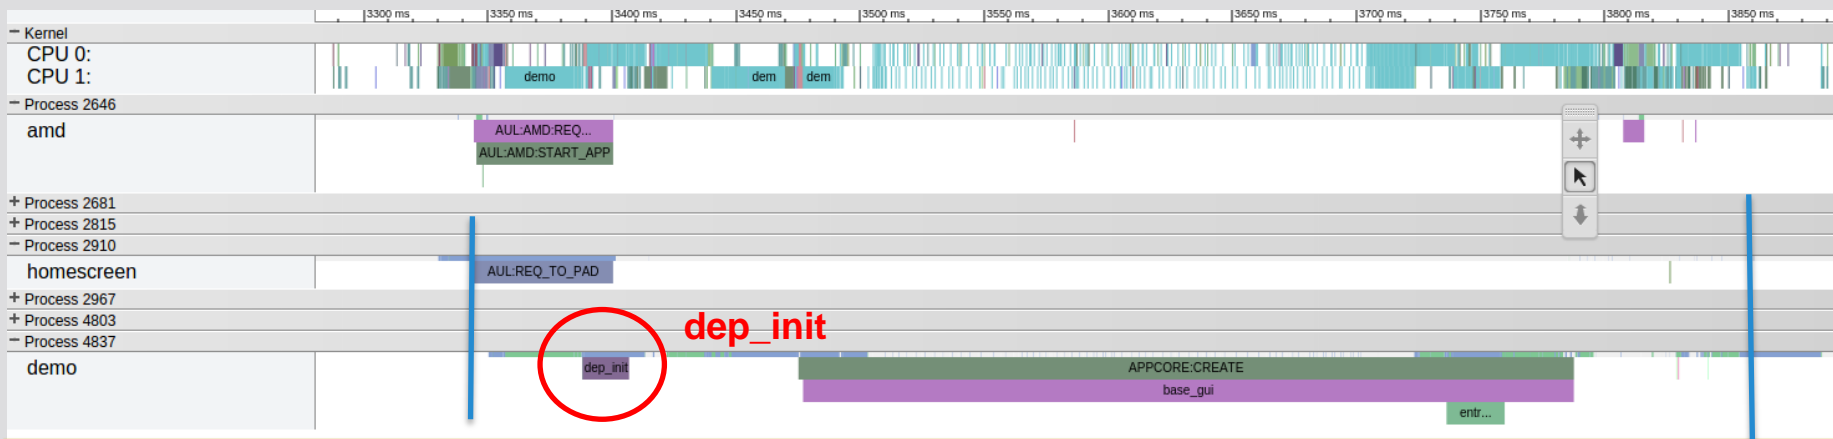 3300 ms 3350 ms 3400 ms 3450 ms 3500 ms 3550 ms 3600 ms 3650 ms 3700 ms 3750 ms 3800 ms 3850 ms
Kernel
CPU 0:
CPU 1: demo dem dem
Process 2646
amd AUL:AMD:REQ...
AUL:AMD:START_APP
Process 2681
Process 2815
Process 2910
homescreen AUL:REQ_TO_PAD
Process 2967
Process 4803
dep_init
Process 4837
demo dep_init APPCORE:CREATE
base_gui
entr...